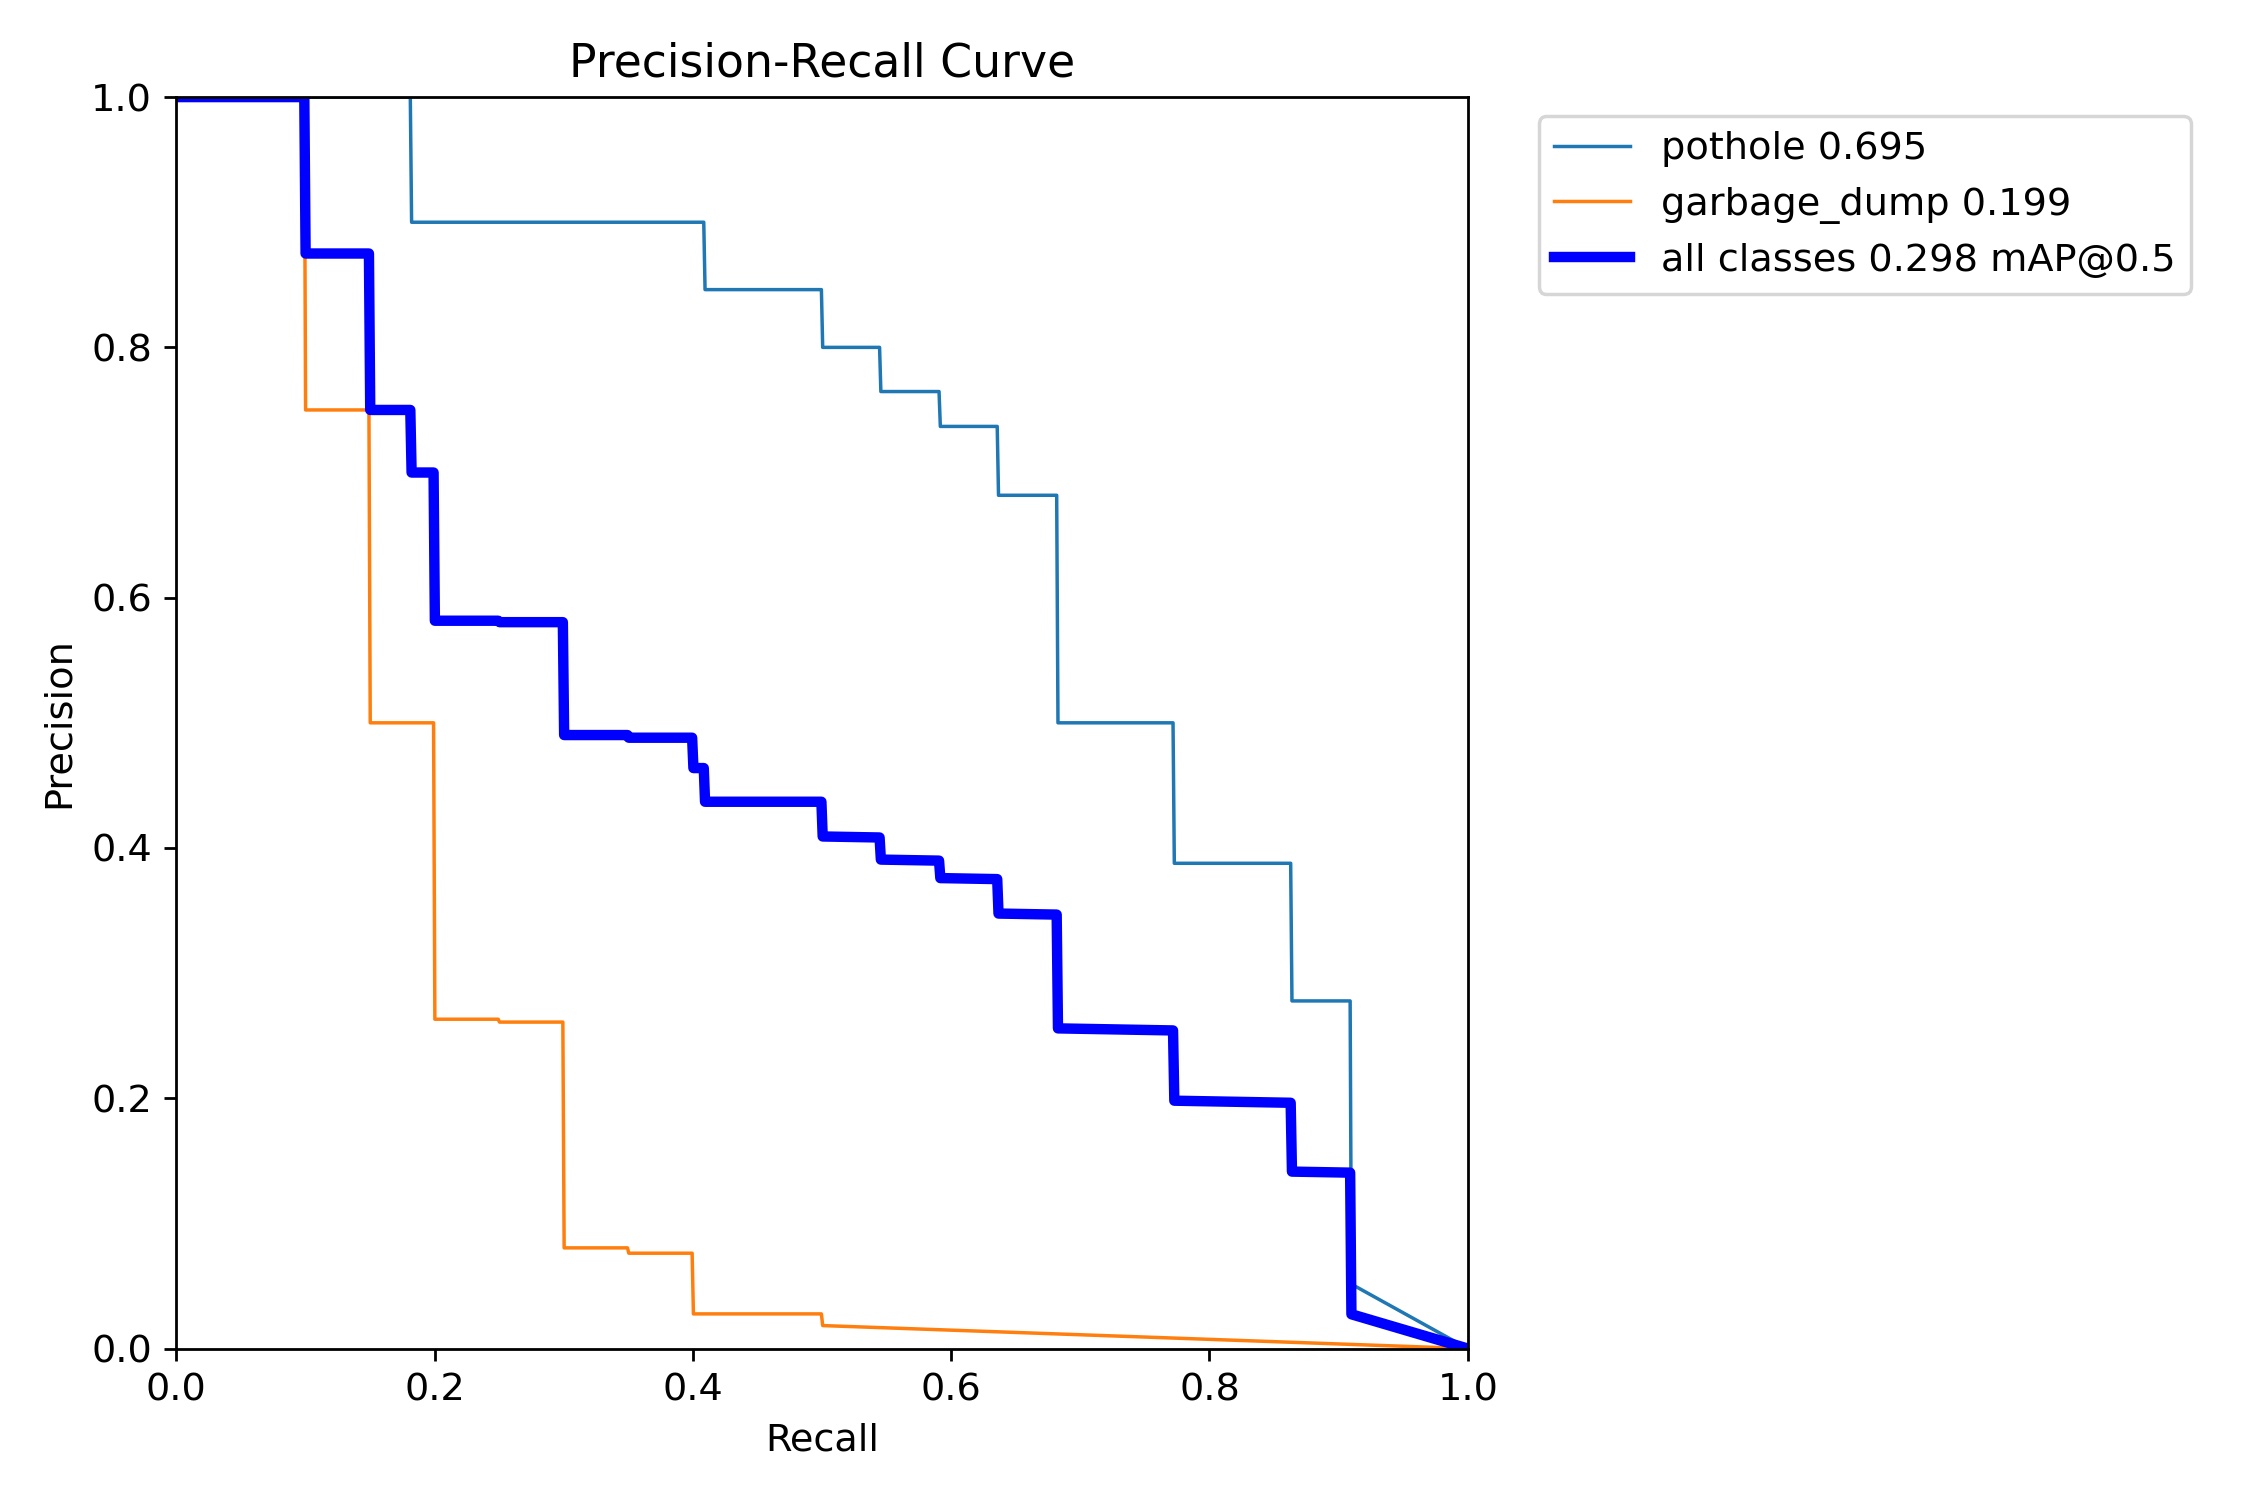 Precision-Recall Curve
pothole 0.695
garbage_dump 0.199
all classes 0.298 mAP@0.5
Precision
1.0
0.8
0.6
0.4
0.2
0.0
0.0 0.2 0.4 0.6 0.8 1.0
Recall